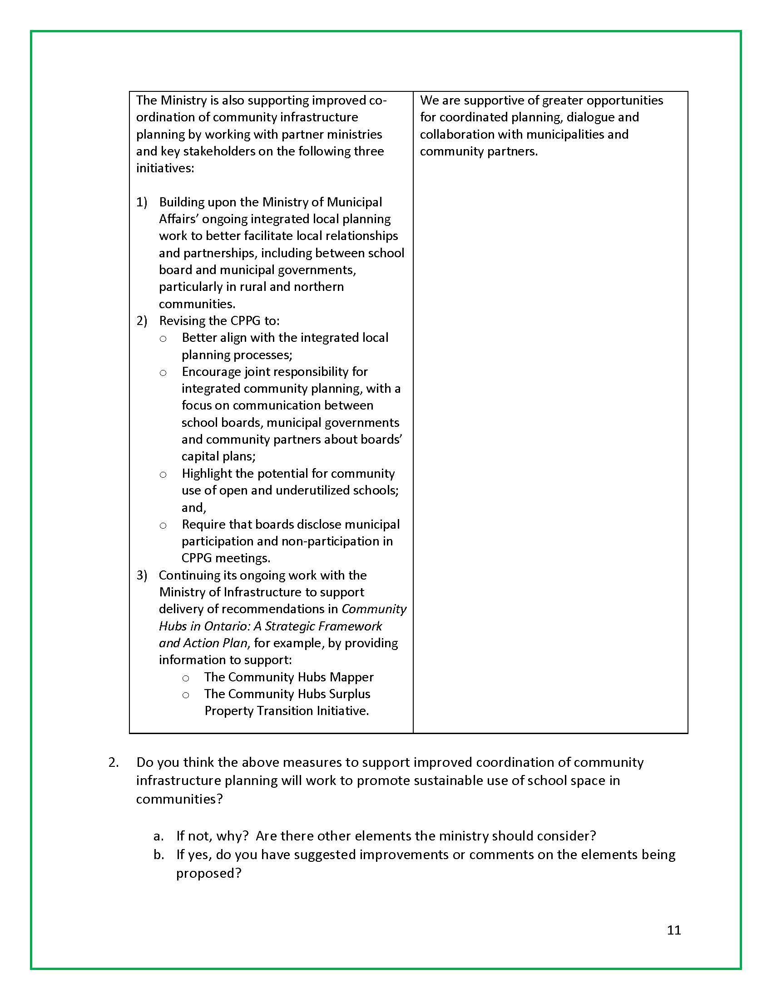 The Ministry is also supporting improved co-
ordination of community infrastructure
planning by working with partner ministries
and key stakeholders on the following three
initiatives:
1) Building upon the Ministry of Municipal
Affairs’ ongoing integrated local planning
work to better facilitate local relationships
and partnerships, including between school
board and municipal governments,
particularly in rural and northern
communities.
2) Revising the CPPG to:
o Better align with the integrated local
planning processes;
o Encourage joint responsibility for
integrated community planning, with a
focus on communication between
school boards, municipal governments
and community partners about boards’
capital plans;
o Highlight the potential for community
use of open and underutilized schools;
and,
o Require that boards disclose municipal
participation and non-participation in
CPPG meetings.
3) Continuing its ongoing work with the
Ministry of Infrastructure to support
delivery of recommendations in Community
Hubs in Ontario: A Strategic Framework
and Action Plan, for example, by providing
information to support:
o The Community Hubs Mapper
o The Community Hubs Surplus
Property Transition Initiative.
We are supportive of greater opportunities
for coordinated planning, dialogue and
collaboration with municipalities and
community partners.
2. Do you think the above measures to support improved coordination of community
infrastructure planning will work to promote sustainable use of school space in
communities?
a. If not, why?  Are there other elements the ministry should consider?
b. If yes, do you have suggested improvements or comments on the elements being
proposed?
11